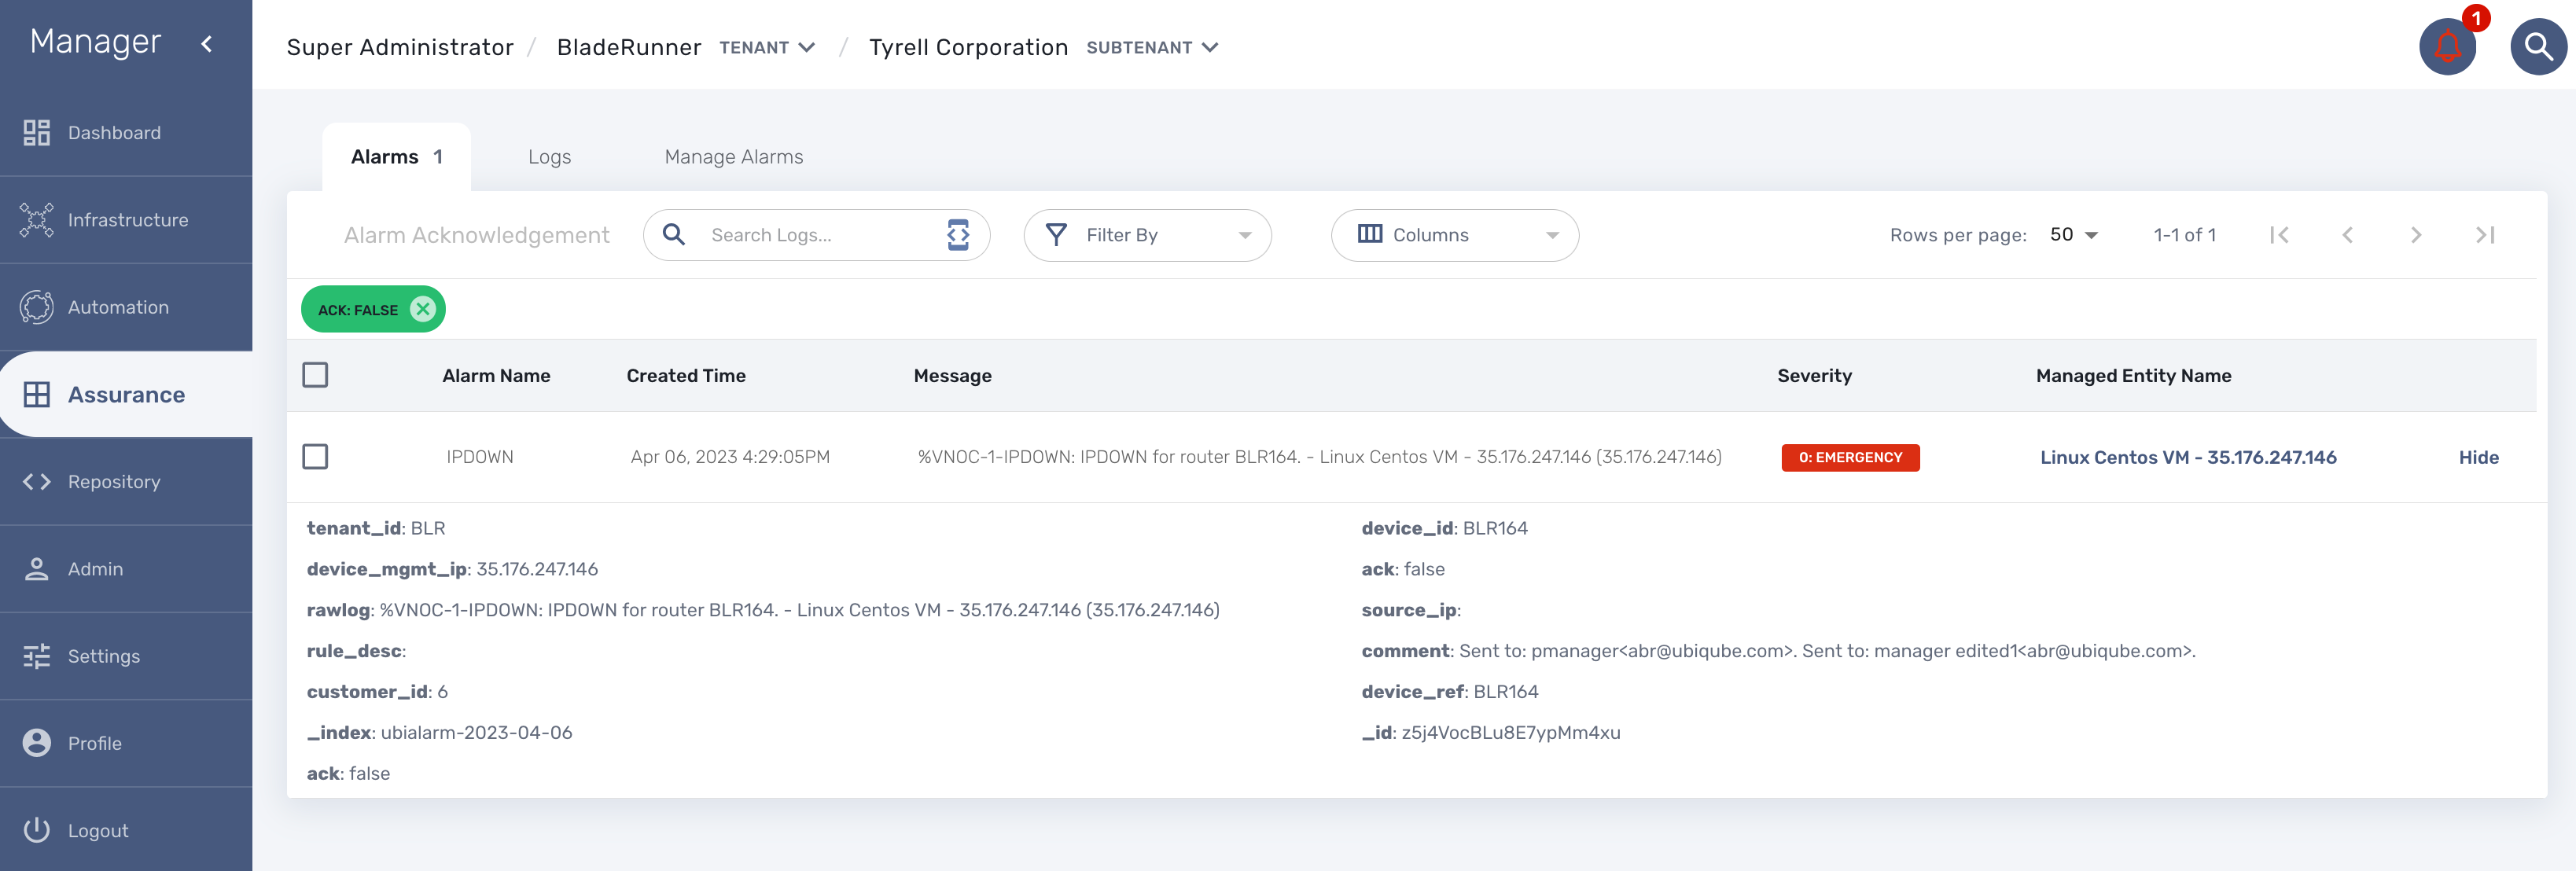 Manager
Super Administrator / BladeRunner TENANT / Tyrell Corporation SUBTENANT
1
Dashboard
Infrastructure
Automation
Assurance
Repository
Admin
Settings
Profile
Logout
Alarms 1 Logs Manage Alarms
Alarm Acknowledgement Search Logs... Filter By Columns Rows per page: 50 1-1 of 1
ACK: FALSE
Alarm Name Created Time Message Severity Managed Entity Name
IPDOWN Apr 06, 2023 4:29:05PM %VNOC-1-IPDOWN: IPDOWN for router BLR164. - Linux Centos VM - 35.176.247.146 (35.176.247.146) 0: EMERGENCY Linux Centos VM - 35.176.247.146 Hide
tenant_id: BLR device_id: BLR164
device_mgmt_ip: 35.176.247.146 ack: false
rawlog: %VNOC-1-IPDOWN: IPDOWN for router BLR164. - Linux Centos VM - 35.176.247.146 (35.176.247.146) source_ip:
rule_desc: comment: Sent to: pmanager<abr@ubiqube.com>. Sent to: manager edited1<abr@ubiqube.com>.
customer_id: 6 device_ref: BLR164
_index: ubialarm-2023-04-06 _id: z5j4VocBLu8E7ypMm4xu
ack: false